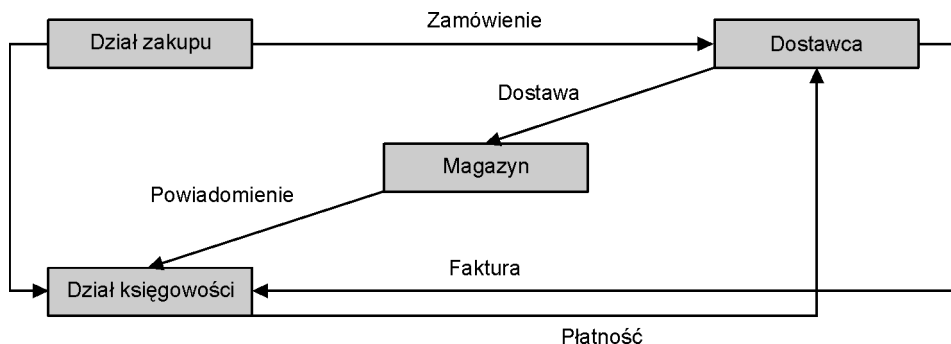 Zamówienie
Dział zakupu
Dostawca
Dostawa
Magazyn
Powiadomienie
Faktura
Dział księgowości
Płatność